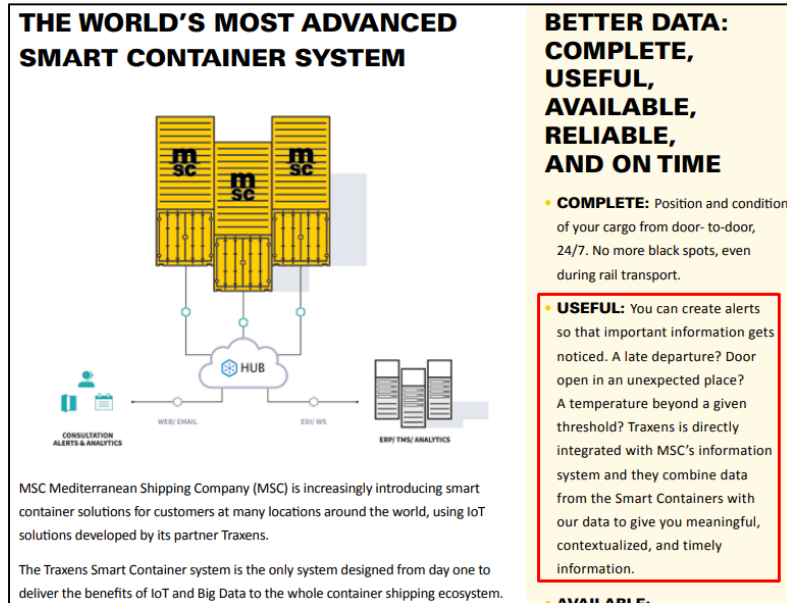 THE WORLD'S MOST ADVANCED
SMART CONTAINER SYSTEM
m
sc
m
sc
m
sc
HUB
WEB/ EMAIL
EDI/ WS
CONSULTATION
ALERTS & ANALYTICS
ERP/ TMS/ ANALYTICS
MSC Mediterranean Shipping Company (MSC) is increasingly introducing smart
container solutions for customers at many locations around the world, using IoT
solutions developed by its partner Traxens.
The Traxens Smart Container system is the only system designed from day one to
deliver the benefits of IoT and Big Data to the whole container shipping ecosystem.
BETTER DATA:
COMPLETE,
USEFUL,
AVAILABLE,
RELIABLE,
AND ON TIME
• COMPLETE: Position and condition
of your cargo from door- to-door,
24/7. No more black spots, even
during rail transport.
• USEFUL: You can create alerts
so that important information gets
noticed. A late departure? Door
open in an unexpected place?
A temperature beyond a given
threshold? Traxens is directly
integrated with MSC's information
system and they combine data
from the Smart Containers with
our data to give you meaningful,
contextualized, and timely
information.
• AVAILABLE: